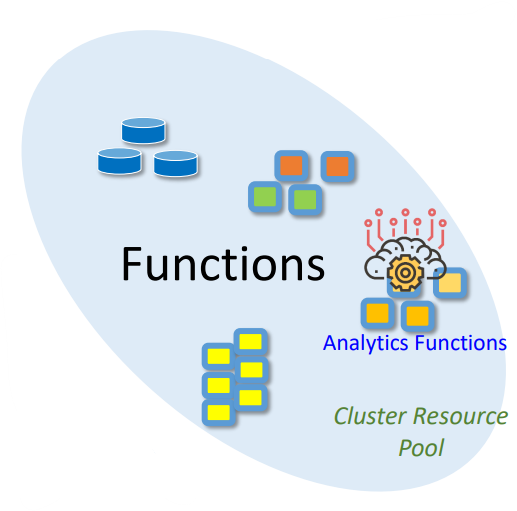 Functions
Analytics Functions
Cluster Resource
Pool